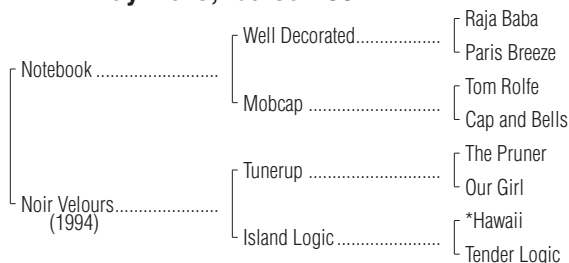 Raja Baba
Well Decorated....................
Paris Breeze
Notebook .............................
Tom Rolfe
Mobcap ................................
Cap and Bells
The Pruner
Tunerup ................................
Our Girl
Noir Velours.........................
(1994)
*Hawaii
Island Logic.........................
Tender Logic